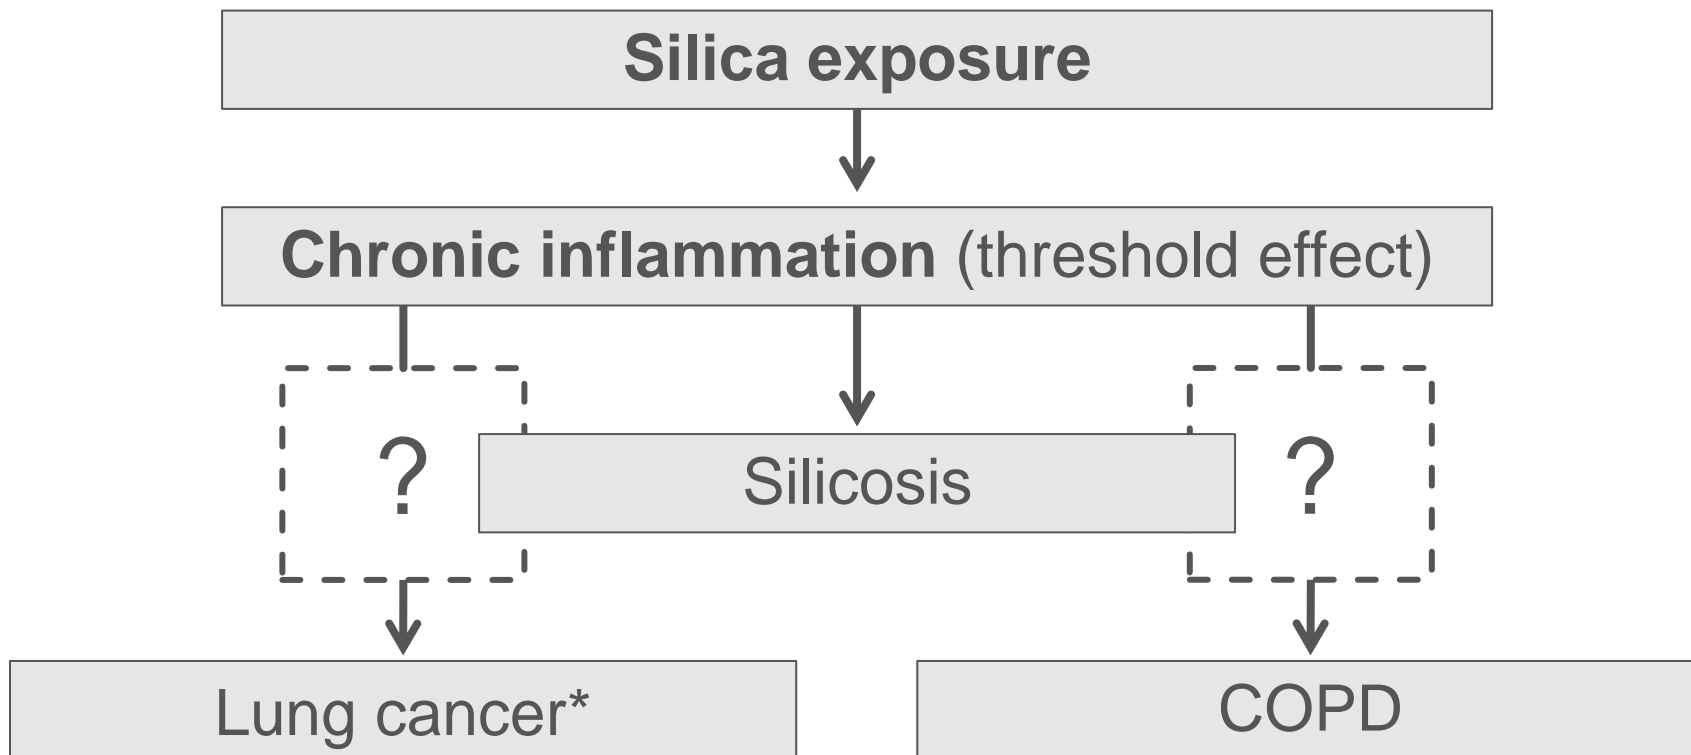 Silica exposure
Chronic inflammation (threshold effect)
?
Silicosis
?
Lung cancer*
COPD